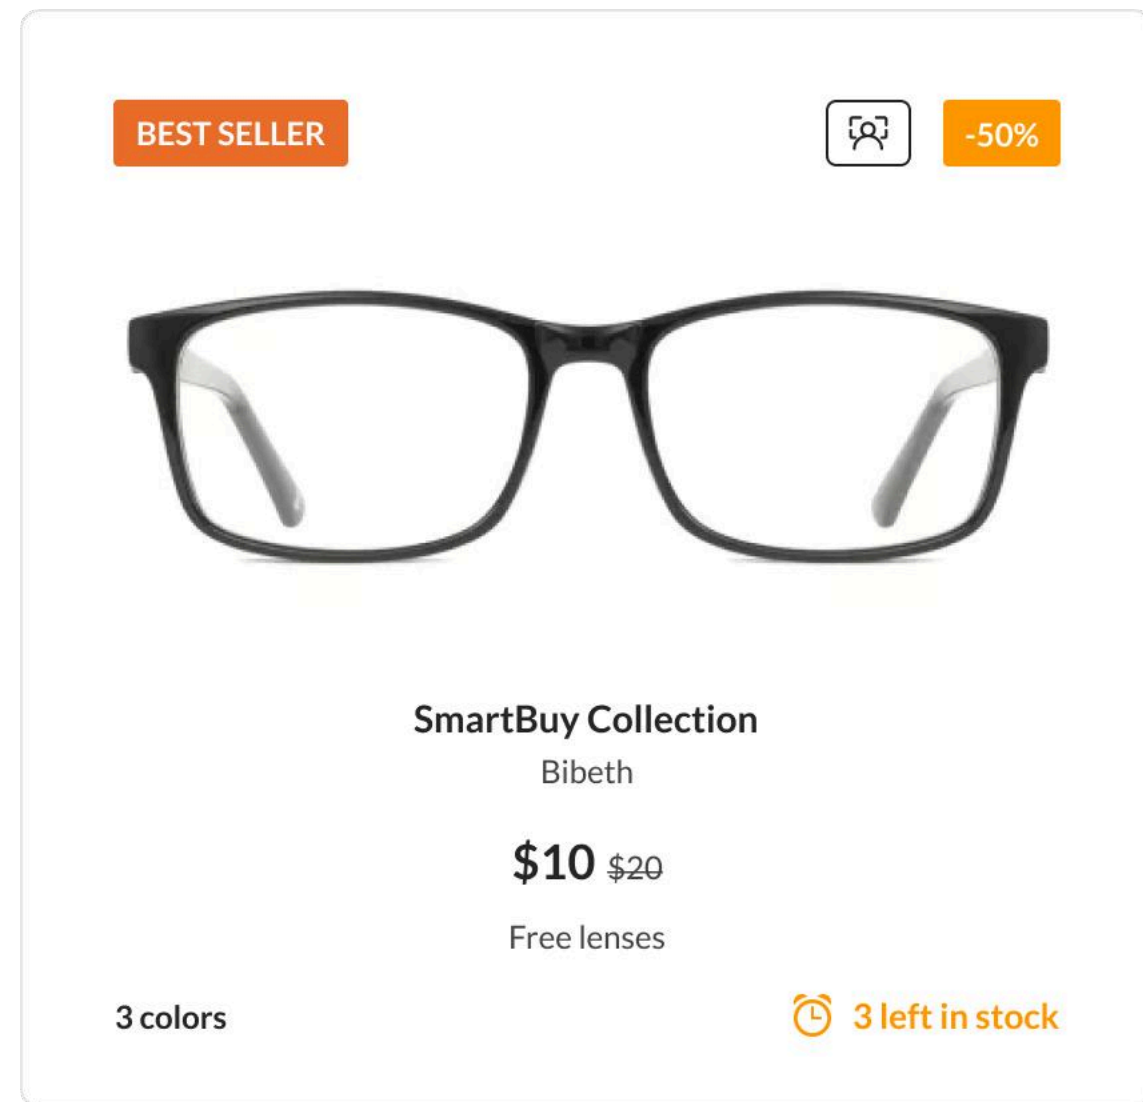 BEST SELLER
-50%
SmartBuy Collection
Bibeth
$10 $20
Free lenses
3 colors
3 left in stock